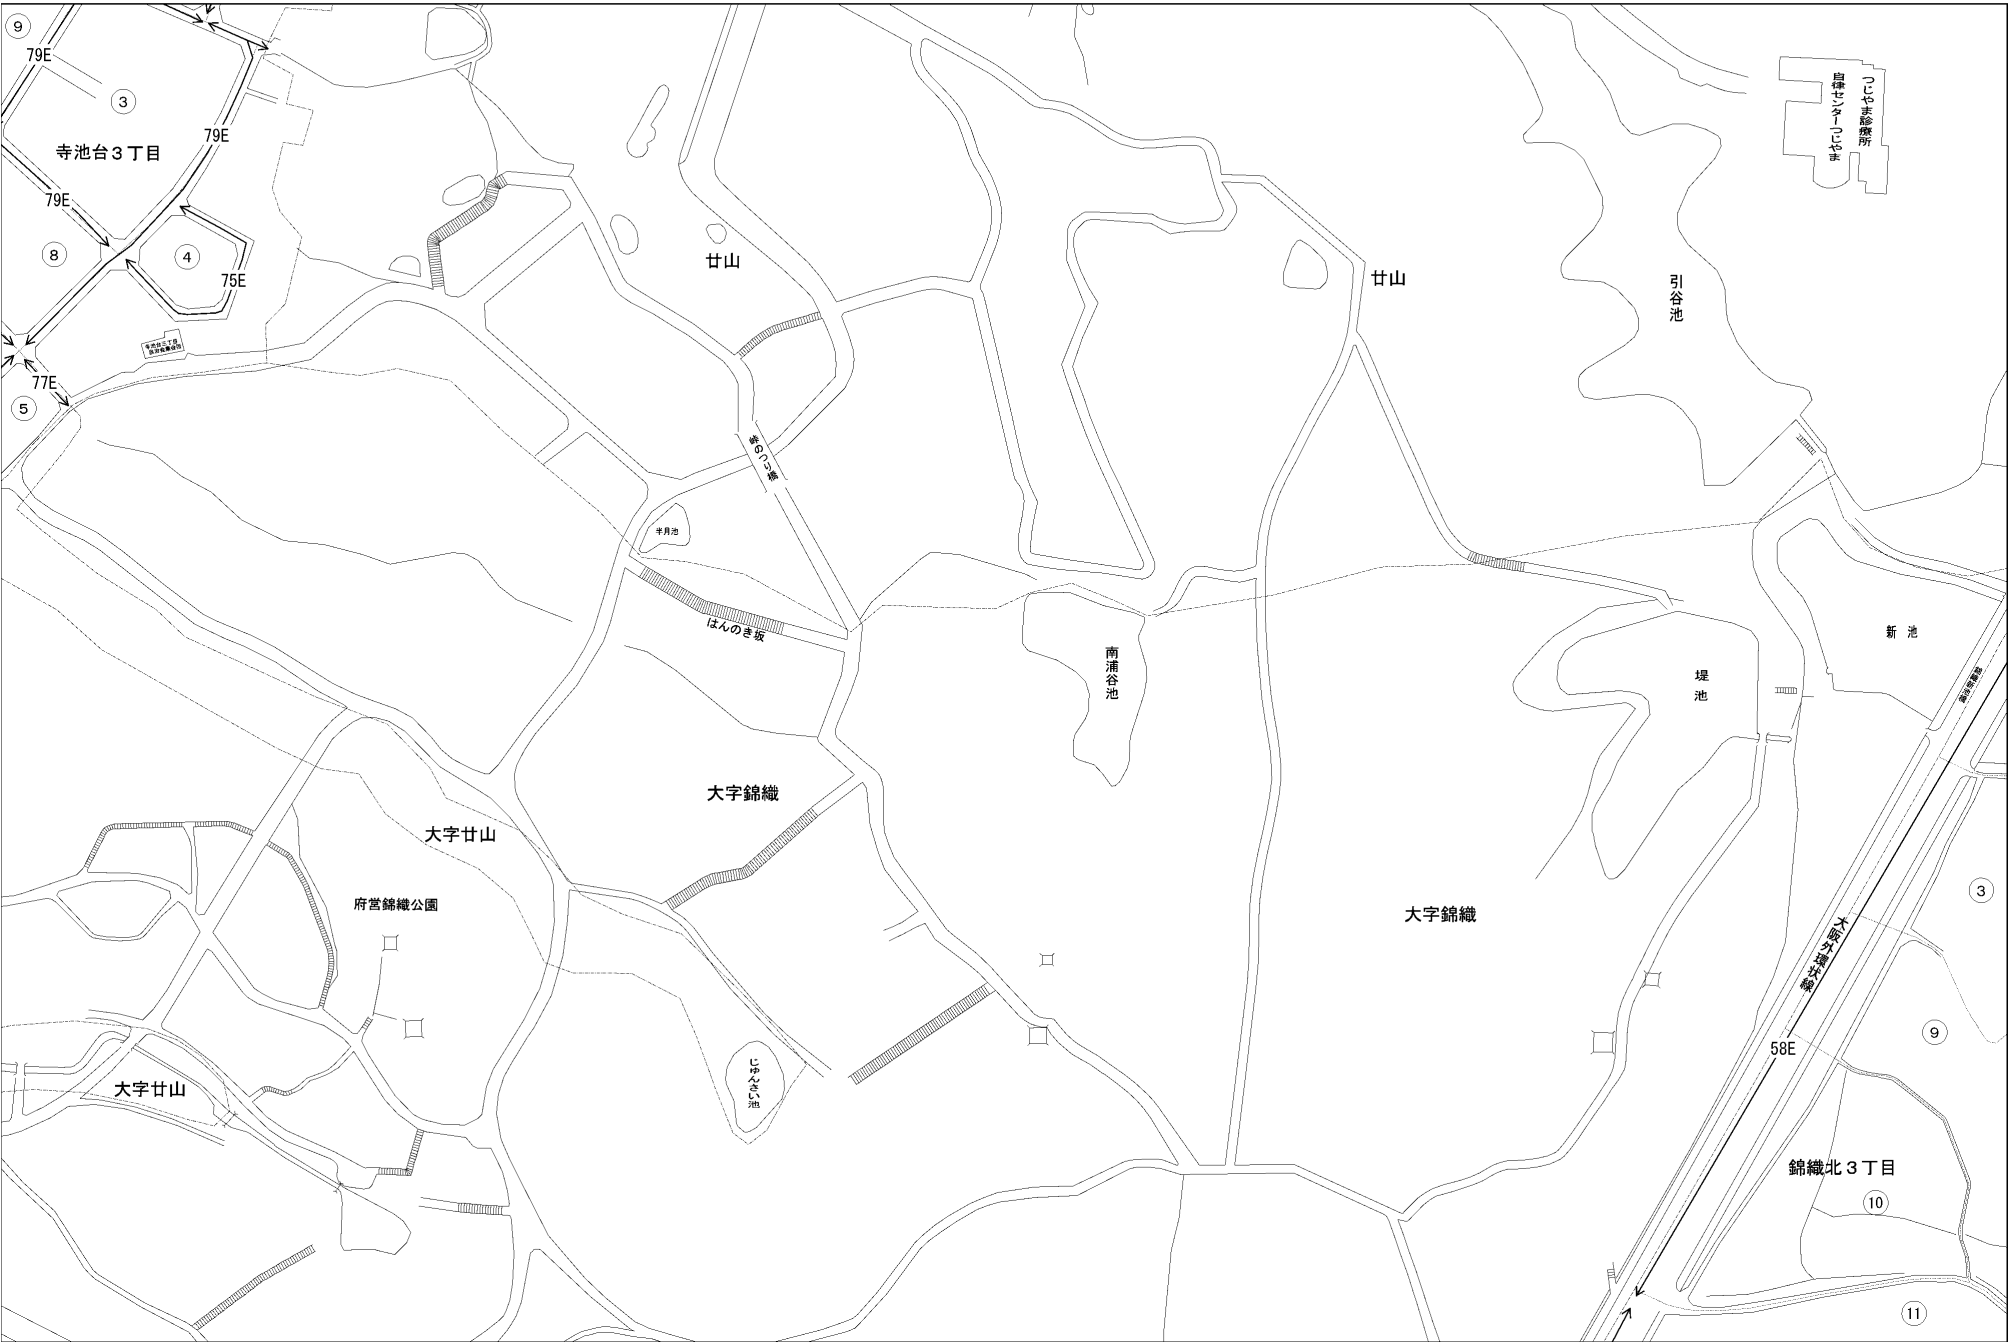 ⑨
79E
③
79E
寺池台３丁目
79E
⑧
④
75E
77E
⑤
廿山
廿山
引谷池
つじやま診療所
自律センターつじやま
峠のつり橋
半月池
はんのき坂
南浦谷池
堤池
新池
大字錦織
大字廿山
府営錦織公園
大字錦織
大阪外環状線
③
⑨
58E
じゅんさい池
大字廿山
錦織北３丁目
⑩
⑪